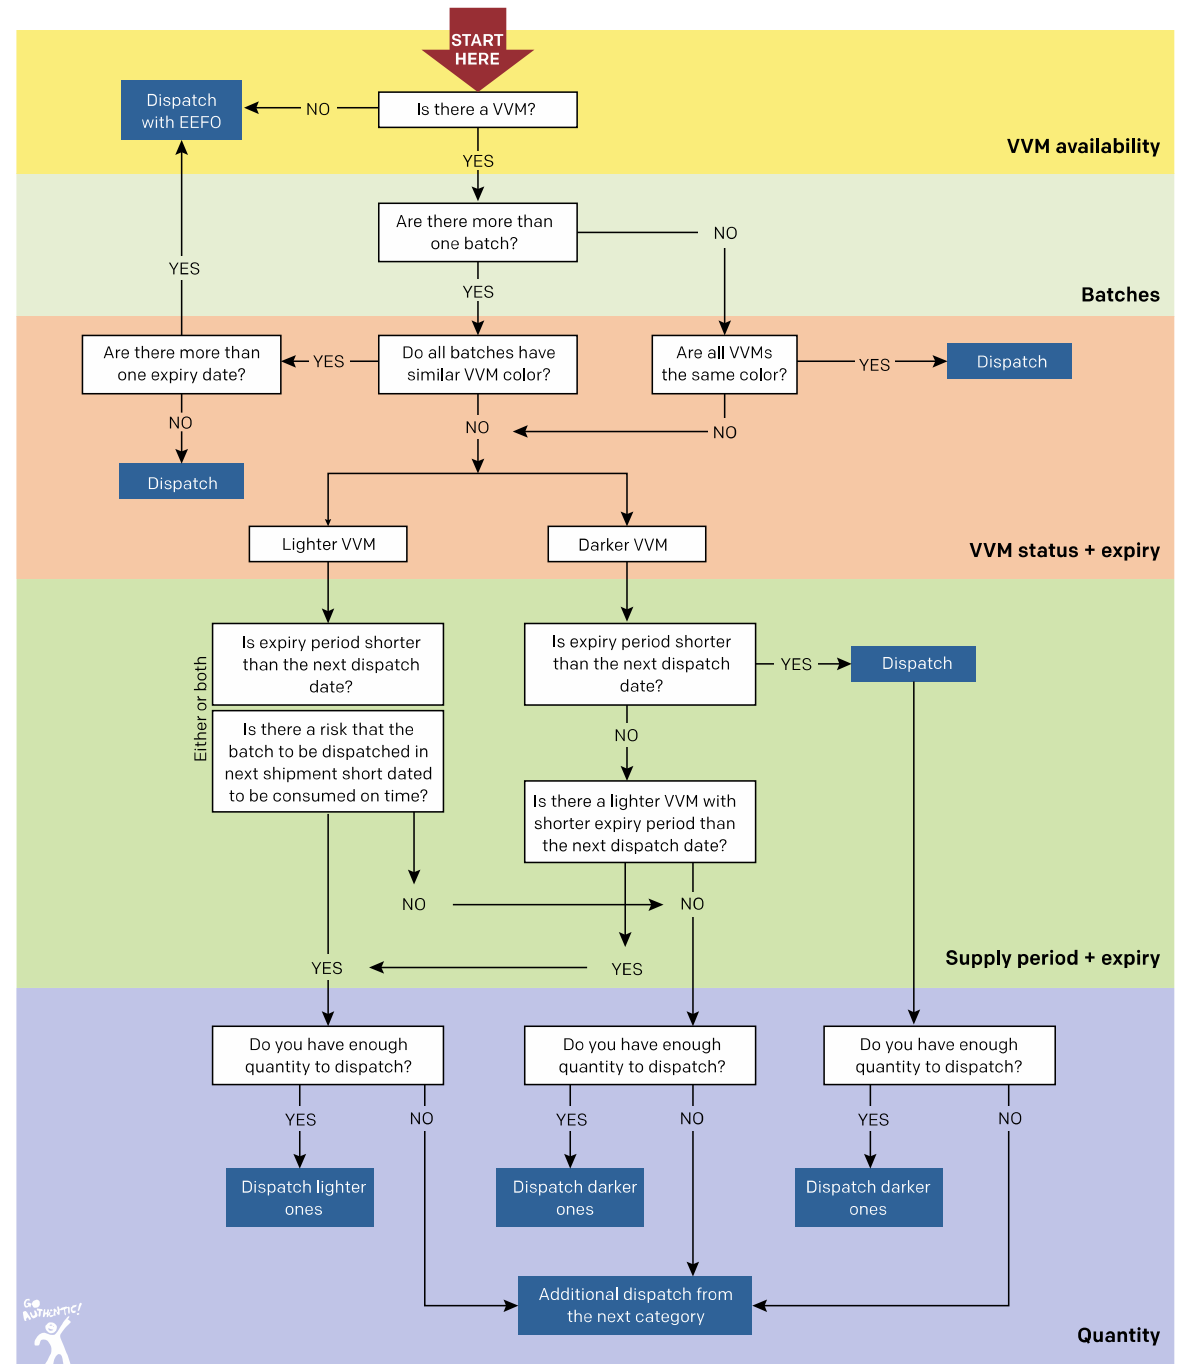 START
HERE
Is there a VVM?
NO
Dispatch
with EEFO
YES
VVM availability
Are there more than
one batch?
NO
YES
YES
Batches
Are there more than
one expiry date?
YES
Do all batches have
similar VVM color?
Are all VVMs
the same color?
YES
Dispatch
NO
NO
NO
Dispatch
Lighter VVM
Darker VVM
VVM status + expiry
Either or both
Is expiry period shorter
than the next dispatch
date?
Is there a risk that the
batch to be dispatched in
next shipment short dated
to be consumed on time?
Is expiry period shorter
than the next dispatch
date?
YES
Dispatch
NO
Is there a lighter VVM with
shorter expiry period than
the next dispatch date?
NO
NO
YES
YES
Supply period + expiry
Do you have enough
quantity to dispatch?
Do you have enough
quantity to dispatch?
Do you have enough
quantity to dispatch?
YES
NO
YES
NO
YES
NO
Dispatch lighter
ones
Dispatch darker
ones
Dispatch darker
ones
Additional dispatch from
the next category
Quantity
GO
AUTHENTIC!